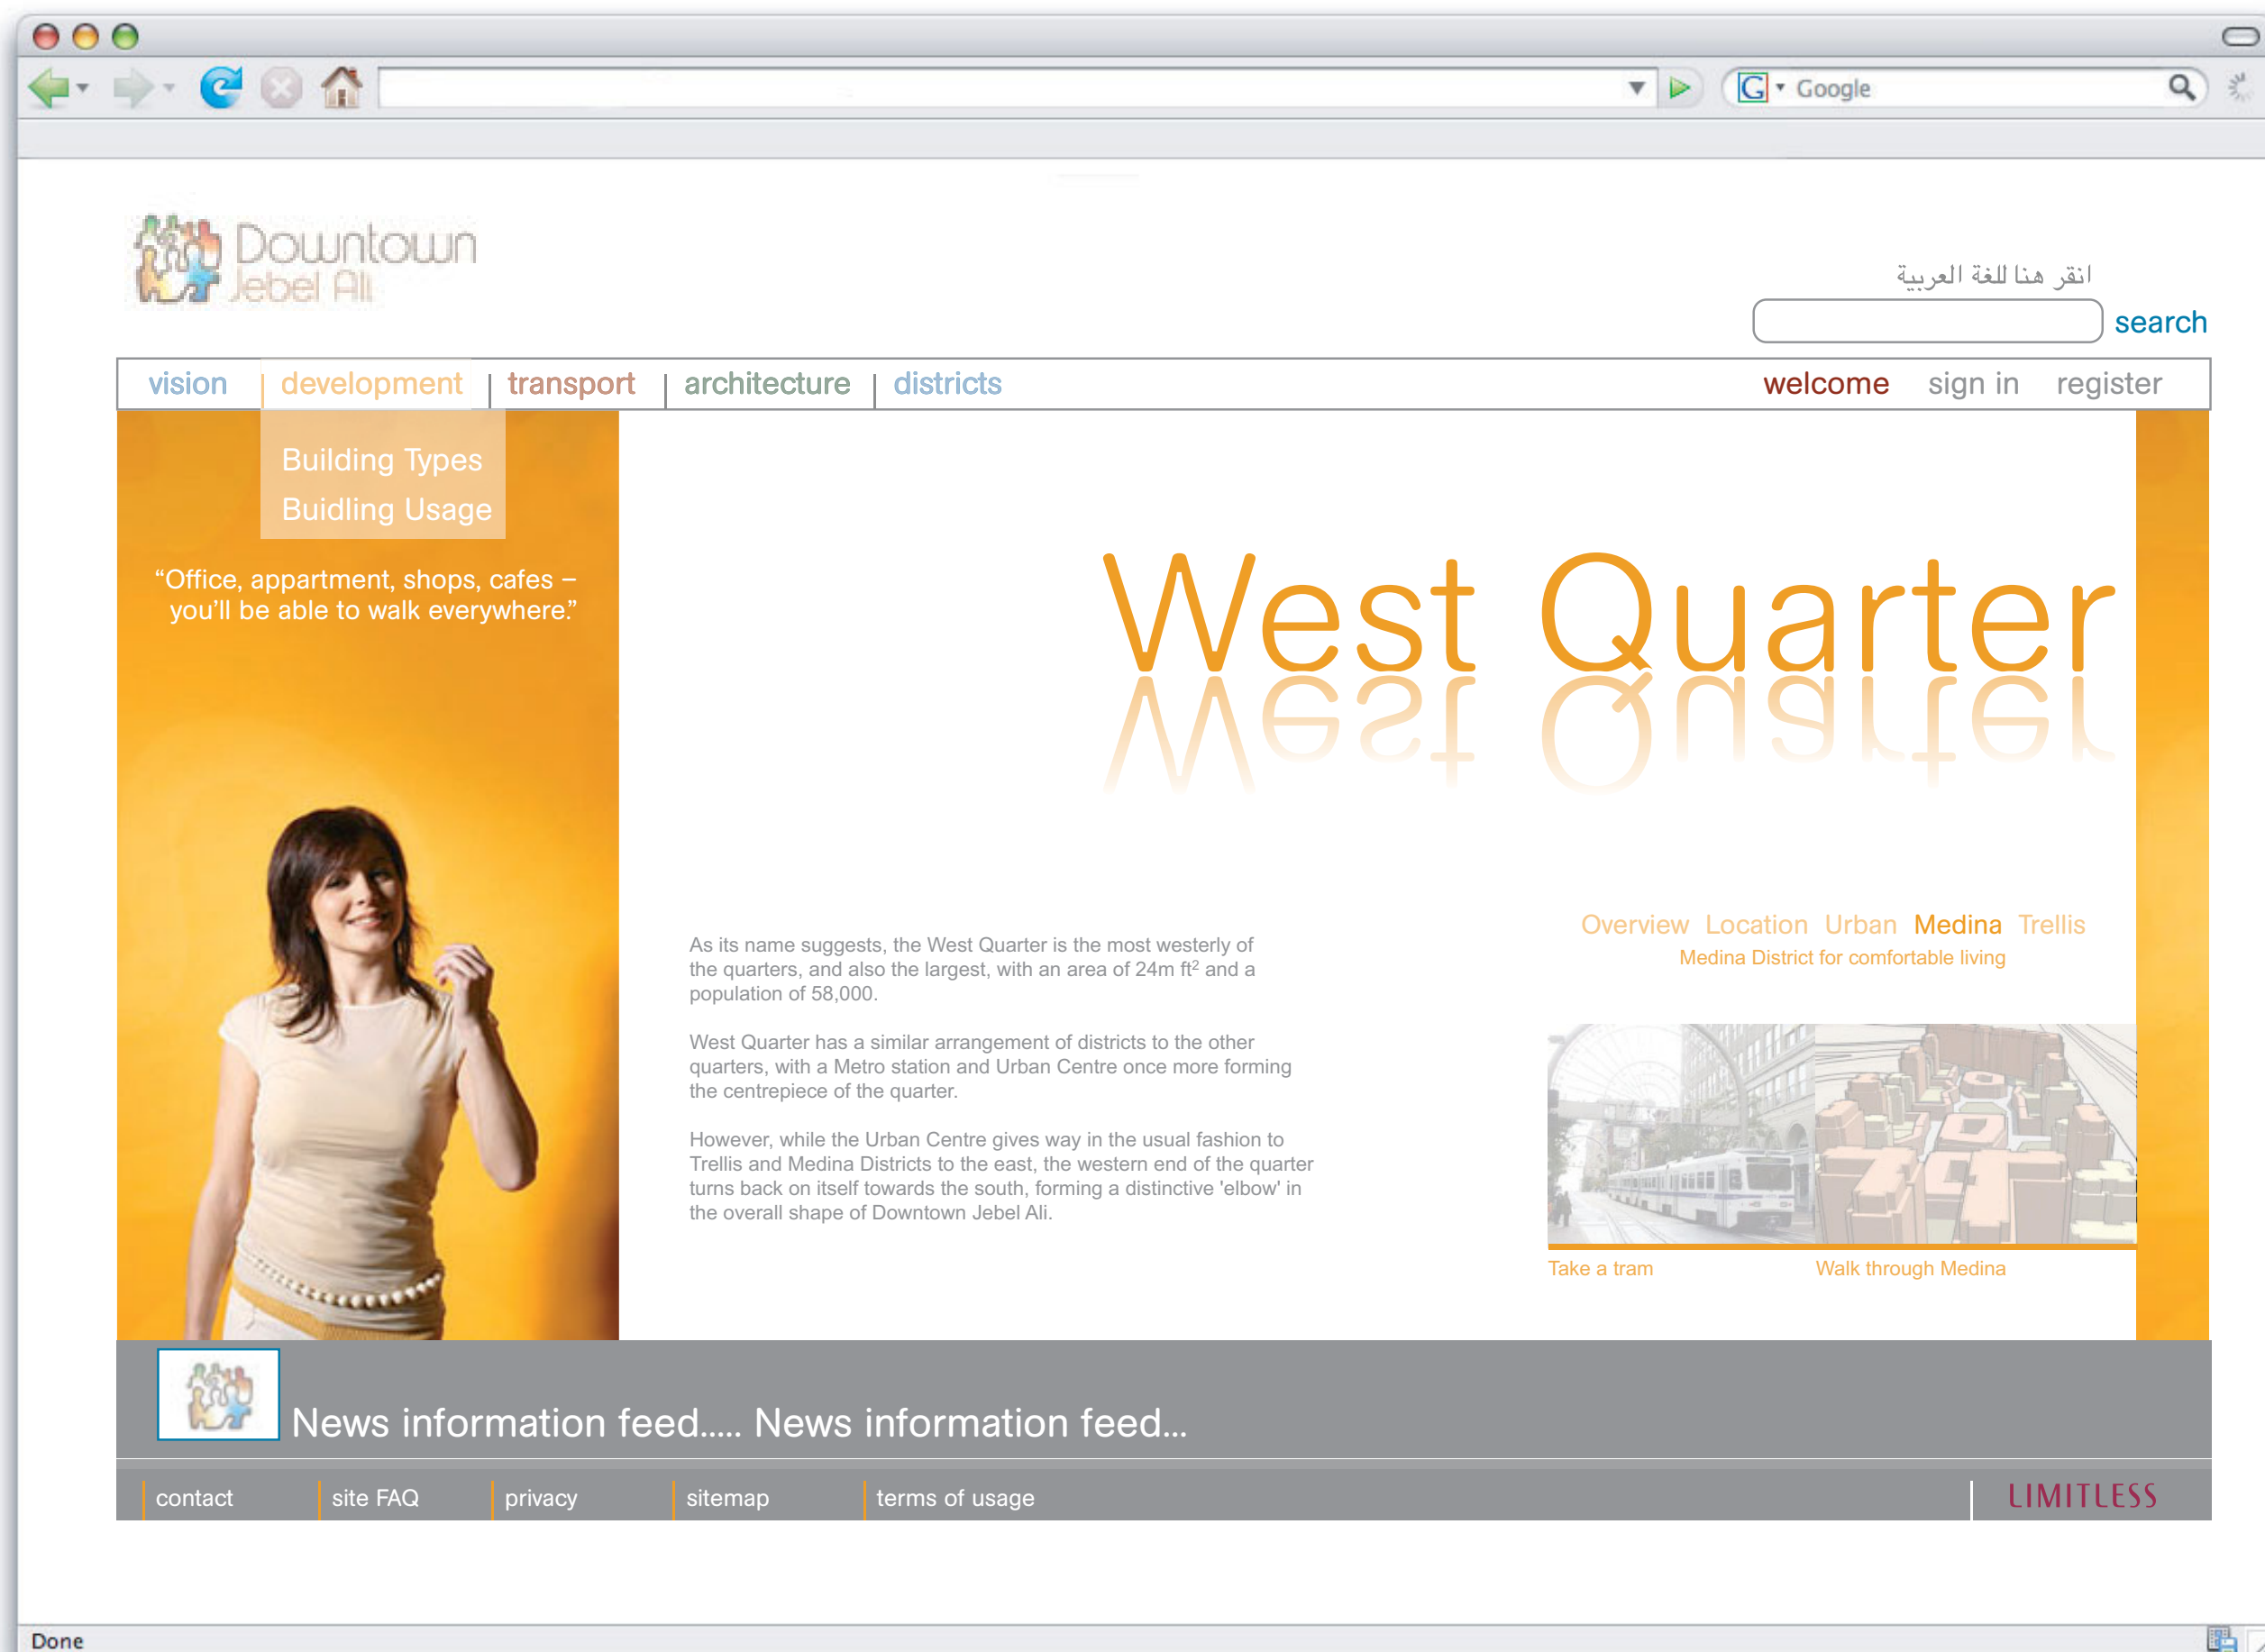 Google
Downtown
Jebel Ali
انقر هنا للغة العربية
search
vision development transport architecture districts welcome sign in register
Building Types
Buidling Usage
“Office, appartment, shops, cafes –
you’ll be able to walk everywhere.”
West Quarter
Overview Location Urban Medina Trellis
Medina District for comfortable living
As its name suggests, the West Quarter is the most westerly of
the quarters, and also the largest, with an area of 24m ft² and a
population of 58,000.
West Quarter has a similar arrangement of districts to the other
quarters, with a Metro station and Urban Centre once more forming
the centrepiece of the quarter.
However, while the Urban Centre gives way in the usual fashion to
Trellis and Medina Districts to the east, the western end of the quarter
turns back on itself towards the south, forming a distinctive 'elbow' in
the overall shape of Downtown Jebel Ali.
Take a tram Walk through Medina
News information feed..... News information feed...
contact site FAQ privacy sitemap terms of usage LIMITLESS
Done